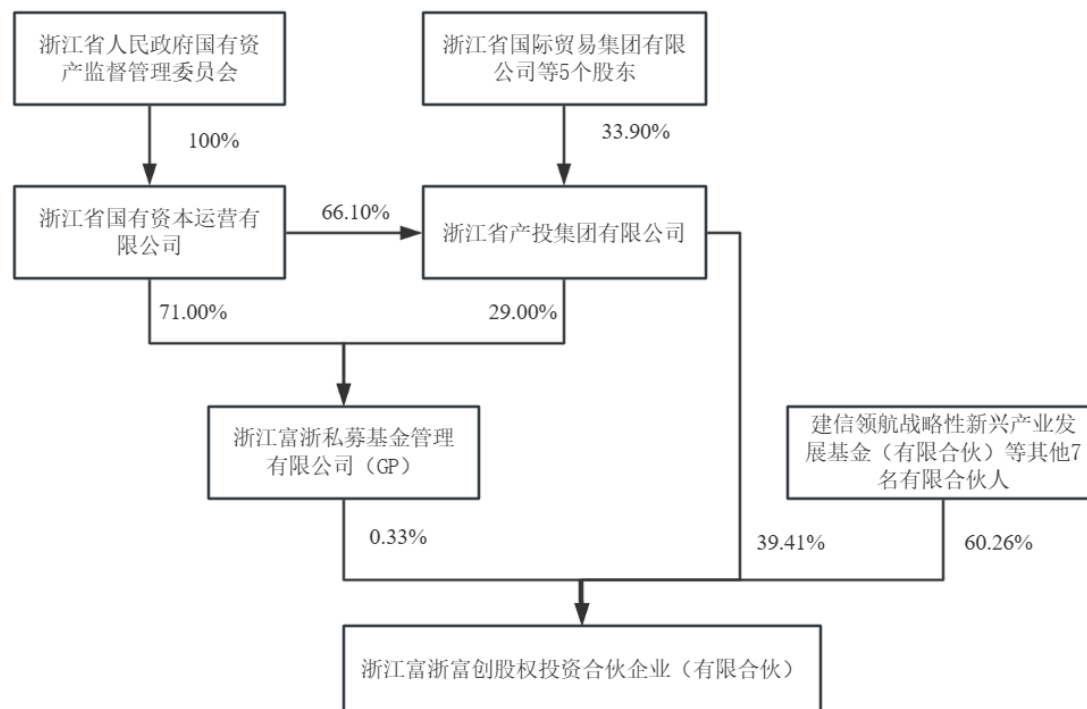 浙江省人民政府国有资
产监督管理委员会
浙江省国际贸易集团有限
公司等5个股东
100%
33.90%
浙江省国有资本运营有
限公司
66.10%
浙江省产投集团有限公司
71.00%
29.00%
浙江富浙私募基金管理
有限公司（GP）
建信领航战略性新兴产业发
展基金（有限合伙）等其他7
名有限合伙人
0.33%
39.41%
60.26%
浙江富浙富创股权投资合伙企业（有限合伙）